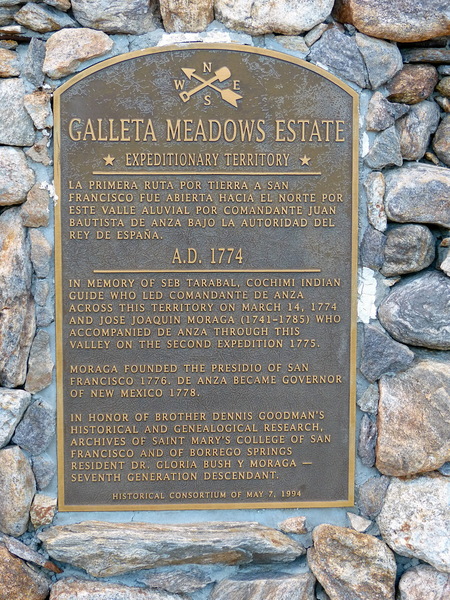 N
W E
S
GALLETA MEADOWS ESTATE
EXPEDITIONARY TERRITORY
LA PRIMERA RUTA POR TIERRA A SAN
FRANCISCO FUE ABIERTA HACIA EL NORTE POR
ESTE VALLE ALUVIAL POR COMANDANTE JUAN
BAUTISTA DE ANZA BAJO LA AUTORIDAD DEL
REY DE ESPAÑA.
A.D. 1774
IN MEMORY OF SEB TARABAL, COCHIMI INDIAN
GUIDE WHO LED COMANDANTE DE ANZA
ACROSS THIS TERRITORY ON MARCH 14, 1774
AND JOSE JOAQUIN MORAGA (1741-1785) WHO
ACCOMPANIED DE ANZA THROUGH THIS
VALLEY ON THE SECOND EXPEDITION 1775.
MORAGA FOUNDED THE PRESIDIO OF SAN
FRANCISCO 1776. DE ANZA BECAME GOVERNOR
OF NEW MEXICO 1778.
IN HONOR OF BROTHER DENNIS GOODMAN'S
HISTORICAL AND GENEALOGICAL RESEARCH,
ARCHIVES OF SAINT MARY'S COLLEGE OF SAN
FRANCISCO AND OF BORREGO SPRINGS
RESIDENT DR. GLORIA BUSH Y MORAGA —
SEVENTH GENERATION DESCENDANT.
HISTORICAL CONSORTIUM OF MAY 7, 1994